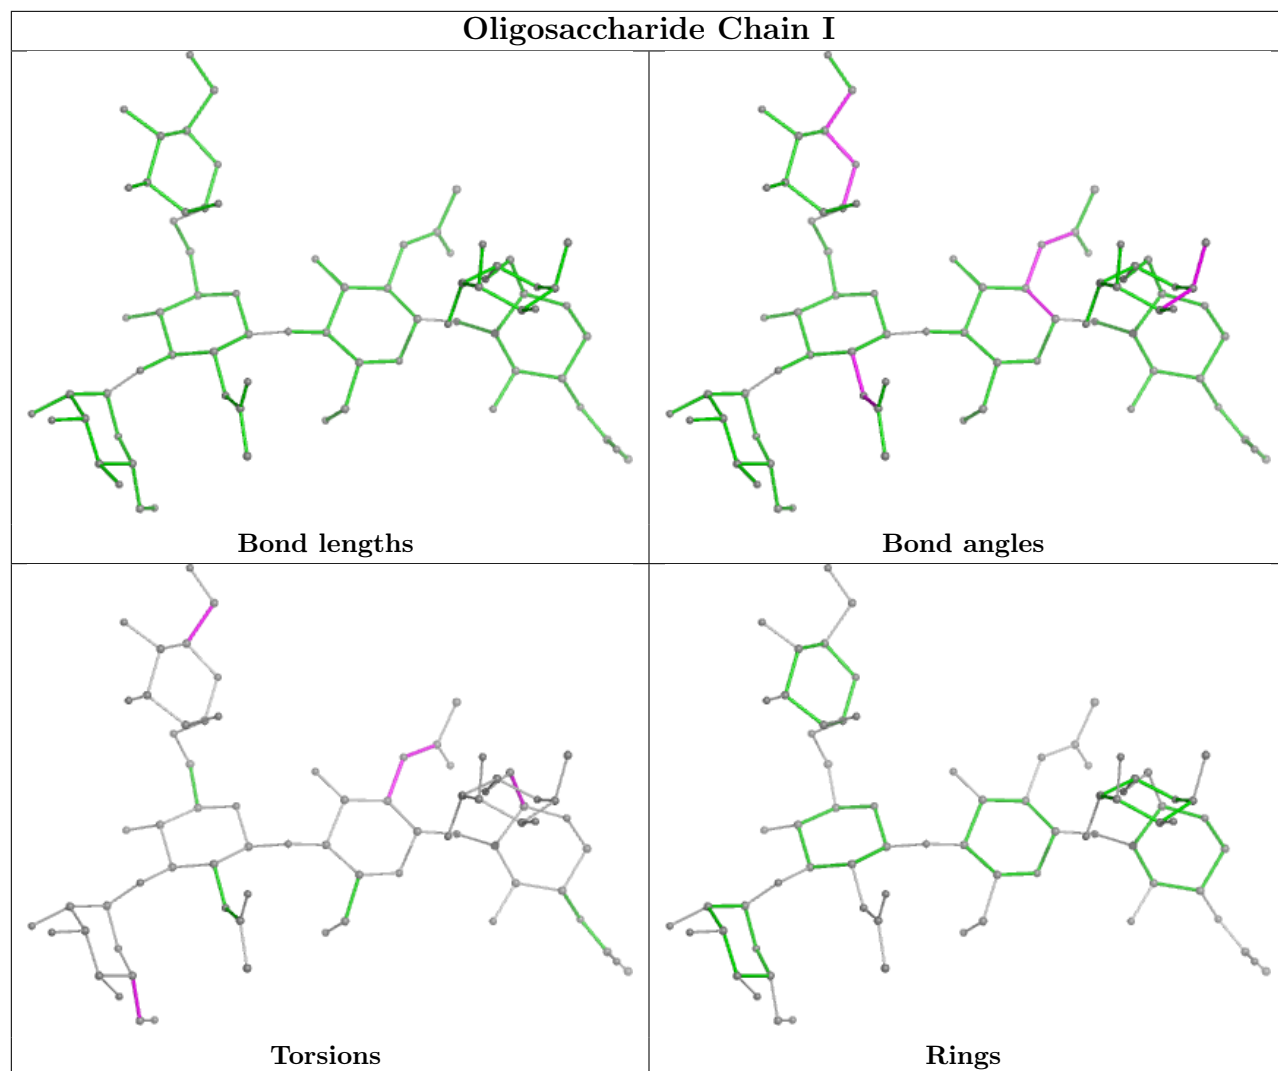 Oligosaccharide Chain I
Bond lengths
Bond angles
Torsions
Rings